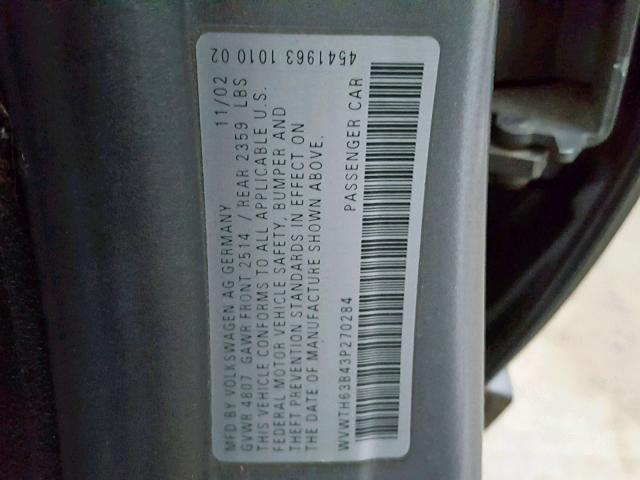 4541963 1010 02
MFD BY VOLKSWAGEN AG GERMANY 11/02
GVWR 4807 GAWR FRONT 2514 / REAR 2359 LBS
THIS VEHICLE CONFORMS TO ALL APPLICABLE U.S.
FEDERAL MOTOR VEHICLE SAFETY, BUMPER AND
THEFT PREVENTION STANDARDS IN EFFECT ON
THE DATE OF MANUFACTURE SHOWN ABOVE.
WVWTH63B43P270284 PASSENGER CAR